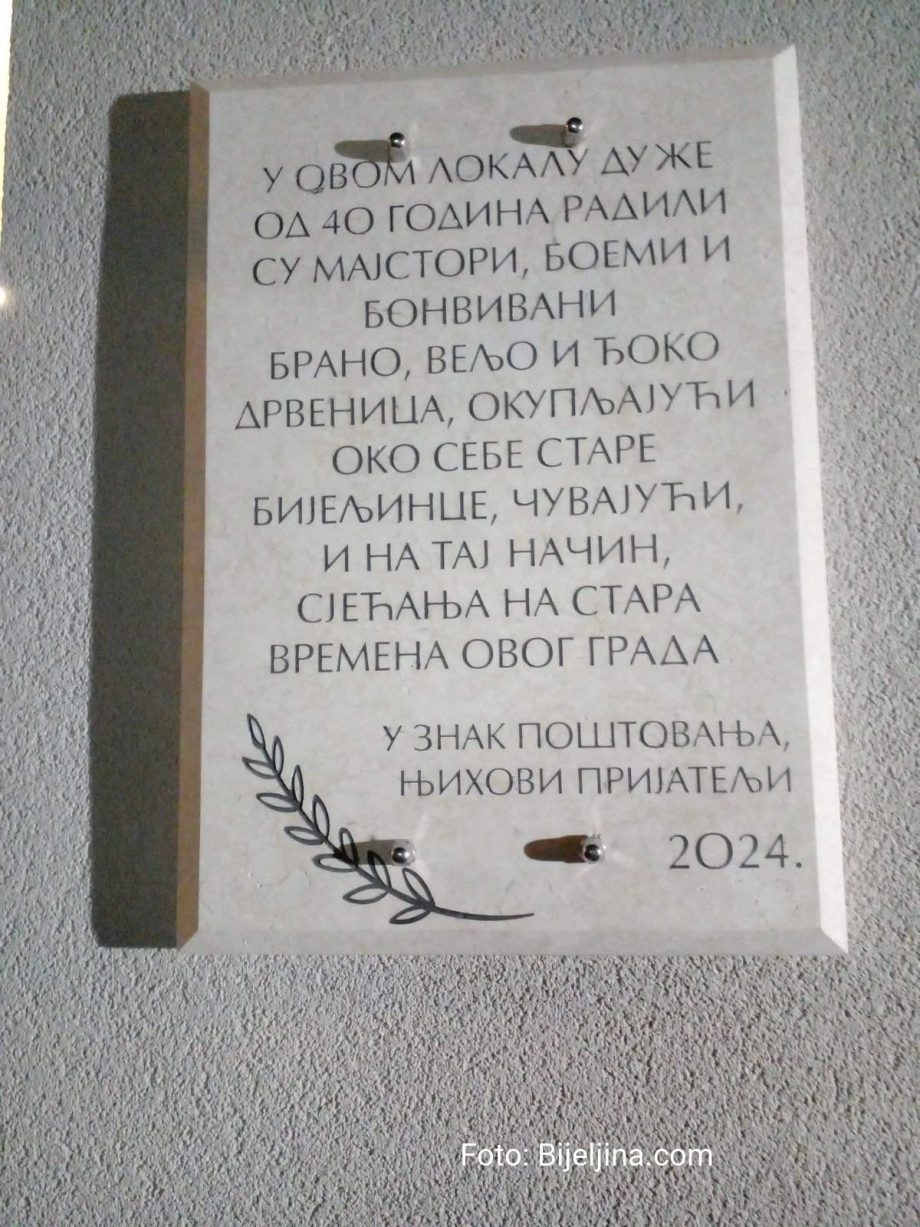 У ОВОМ ЛОКАЛУ ДУЖЕ
ОД 40 ГОДИНА РАДИЛИ
СУ МАЈСТОРИ, БОЕМИ И
БОНВИВАНИ
БРАНО, ВЕЉО И ЂОКО
ДРВЕНИЦА, ОКУПЉАЈУЋИ
ОКО СЕБЕ СТАРЕ
БИЈЕЉИНЦЕ, ЧУВАЈУЋИ,
И НА ТАЈ НАЧИН,
СЈЕЋАЊА НА СТАРА
ВРЕМЕНА ОВОГ ГРАДА
У ЗНАК ПОШТОВАЊА,
ЊИХОВИ ПРИЈАТЕЉИ
2024.
Foto: Bijeljina.com